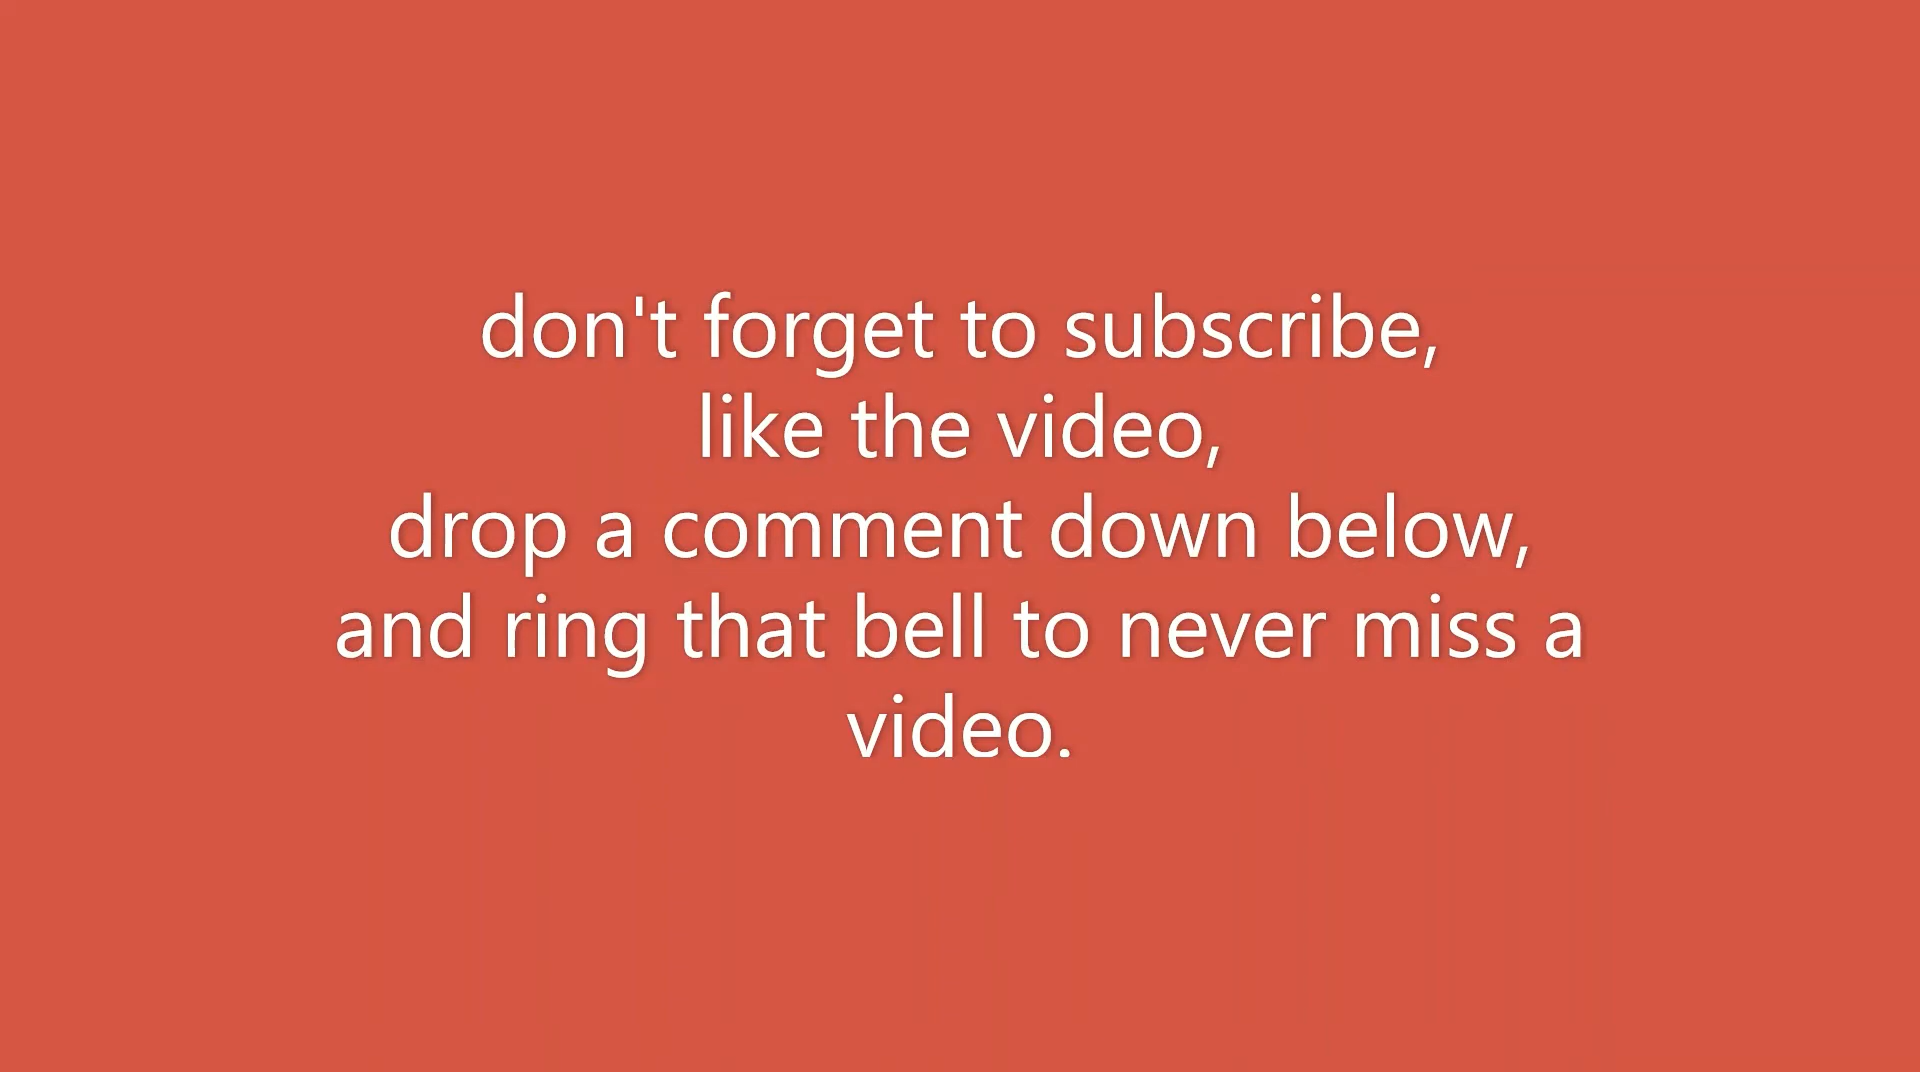 don't forget to subscribe,
like the video,
drop a comment down below,
and ring that bell to never miss a
video.